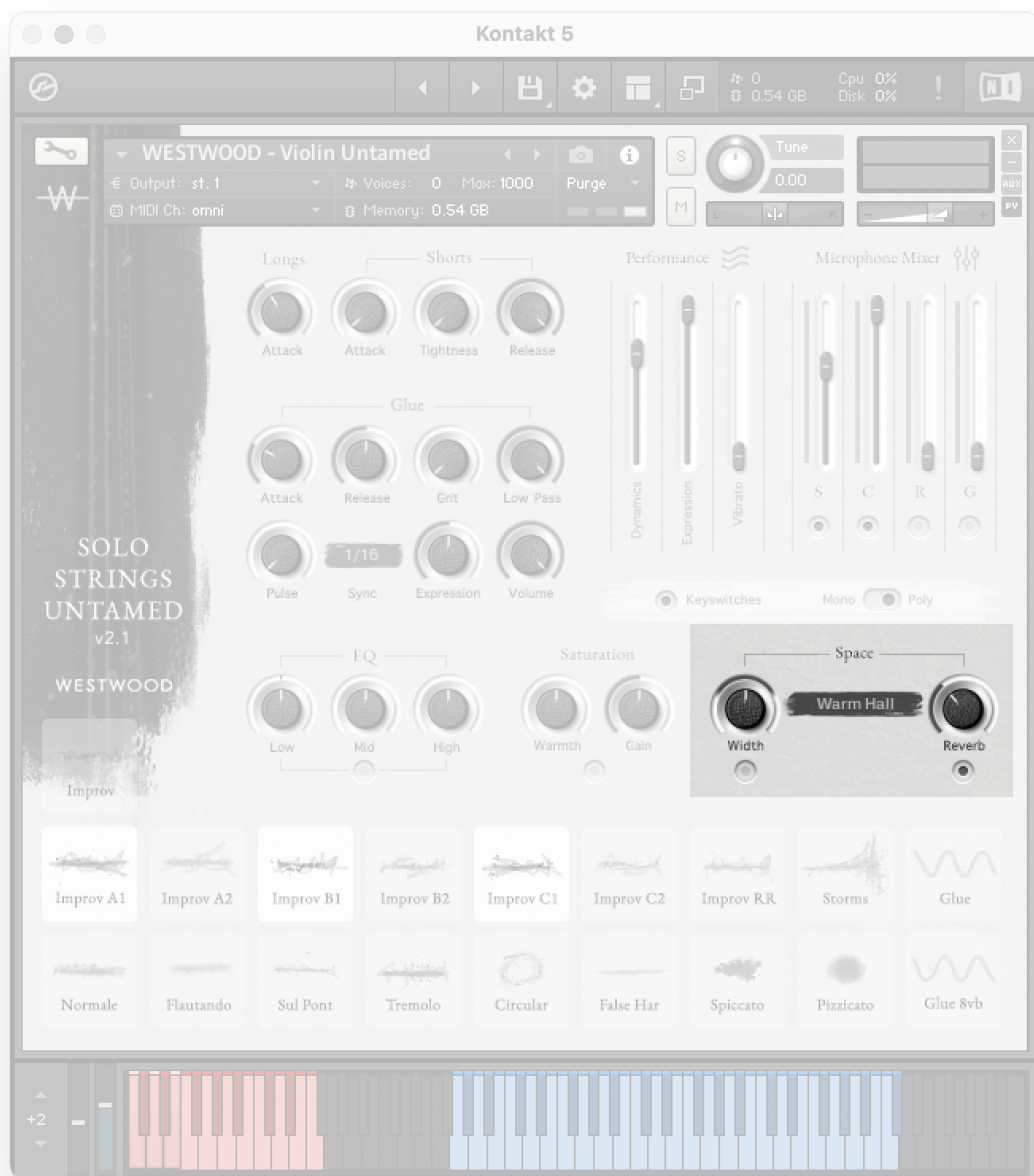 Kontakt 5
0 Cpu 0%
0.54 GB Disk 0% ! NI
WESTWOOD - Violin Untamed i S Tune X
Output: st. 1 Voices: 0 Max: 1000 Purge 0.00 AUX
MIDI Ch: omni Memory: 0.54 GB M L R - + PV
W
Longs Shorts Performance Microphone Mixer
Attack Attack Tightness Release
Glue
Attack Release Grit Low Pass Dynamics Expression Vibrato S C R G
SOLO
STRINGS
UNTAMED
v2.1
WESTWOOD
1/16
Pulse Sync Expression Volume
Keyswitches Mono Poly
EQ Saturation Space
Warm Hall
Low Mid High Warmth Gain Width Reverb
Improv
Improv A1 Improv A2 Improv B1 Improv B2 Improv C1 Improv C2 Improv RR Storms Glue
Normale Flautando Sul Pont Tremolo Circular False Har Spiccato Pizzicato Glue 8vb
+2